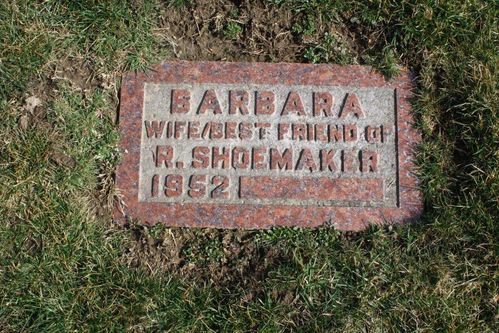 BARBARA
WIFE/BEST FRIEND OF
R. SHOEMAKER
1952